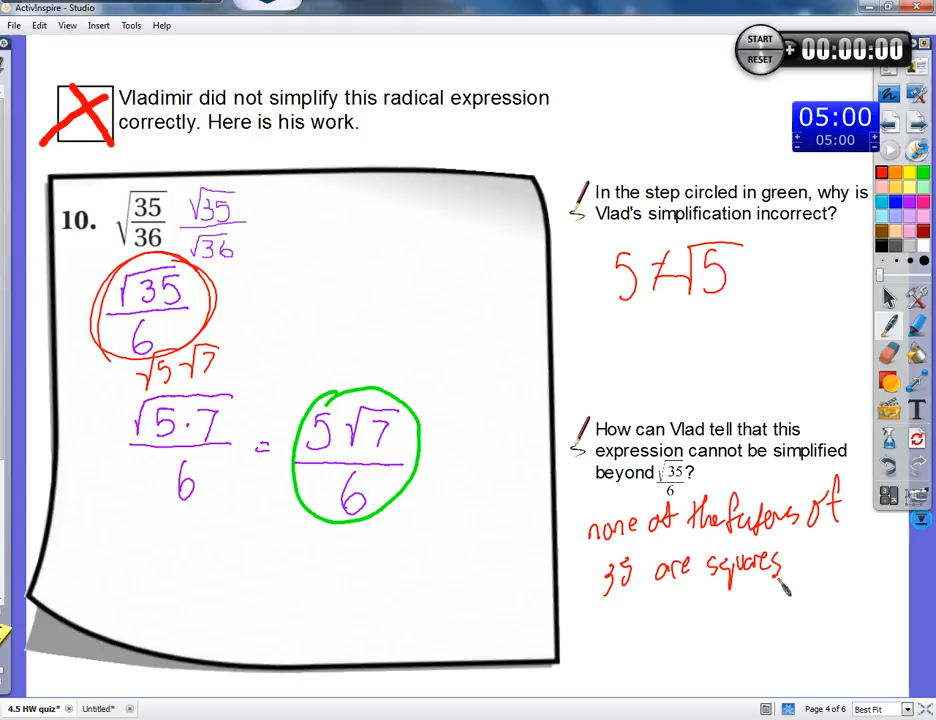 ActivInspire - Studio
File Edit View Insert Tools
START
RESET
00:00:00
05:00
05:00
Vladimir did not simplify this radical expression
correctly. Here is his work.
10. √35/36 √35/√36
√35/6
√5 √7
√5·7/6 = 5√7/6
In the step circled in green, why is
Vlad's simplification incorrect?
5 ≠ √5
How can Vlad tell that this
expression cannot be simplified
beyond √35/6?
none of the factors of
35 are squares
4.5 HW quiz* Untitled* Page 4 of 6 Best Fit